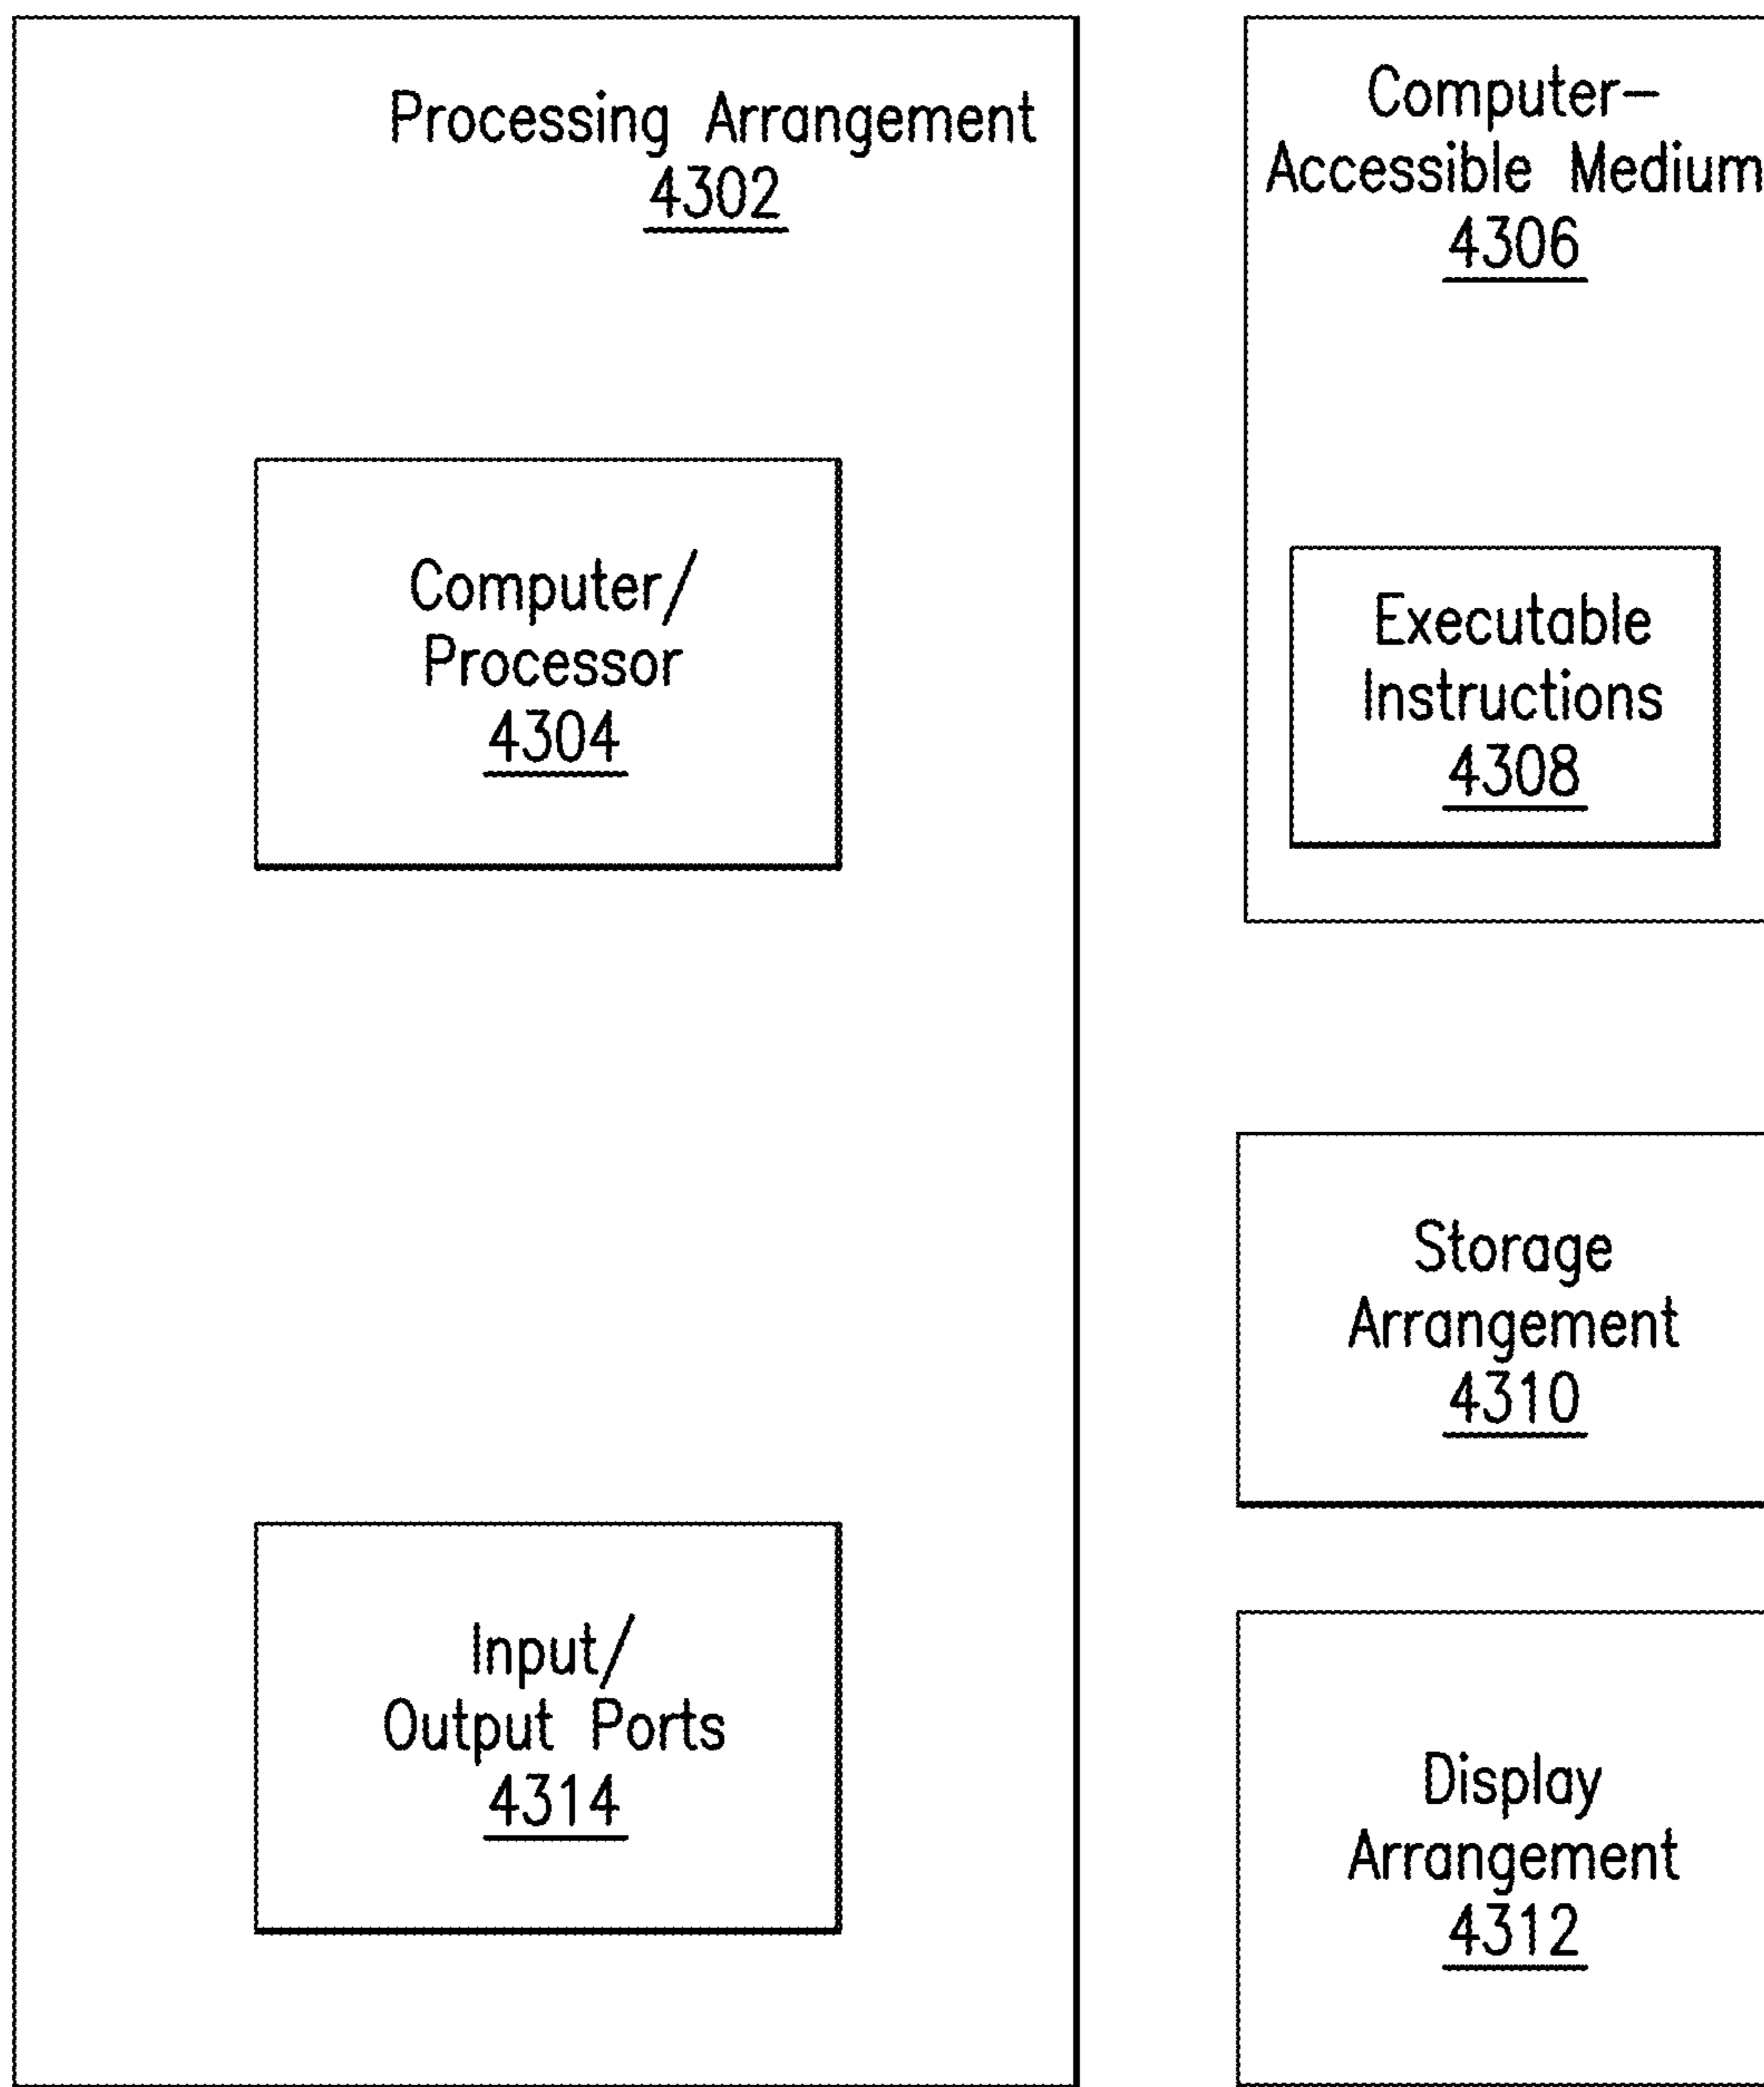 Processing Arrangement
4302
Computer/
Processor
4304
Input/
Output Ports
4314
Computer-
Accessible Medium
4306
Executable
Instructions
4308
Storage
Arrangement
4310
Display
Arrangement
4312